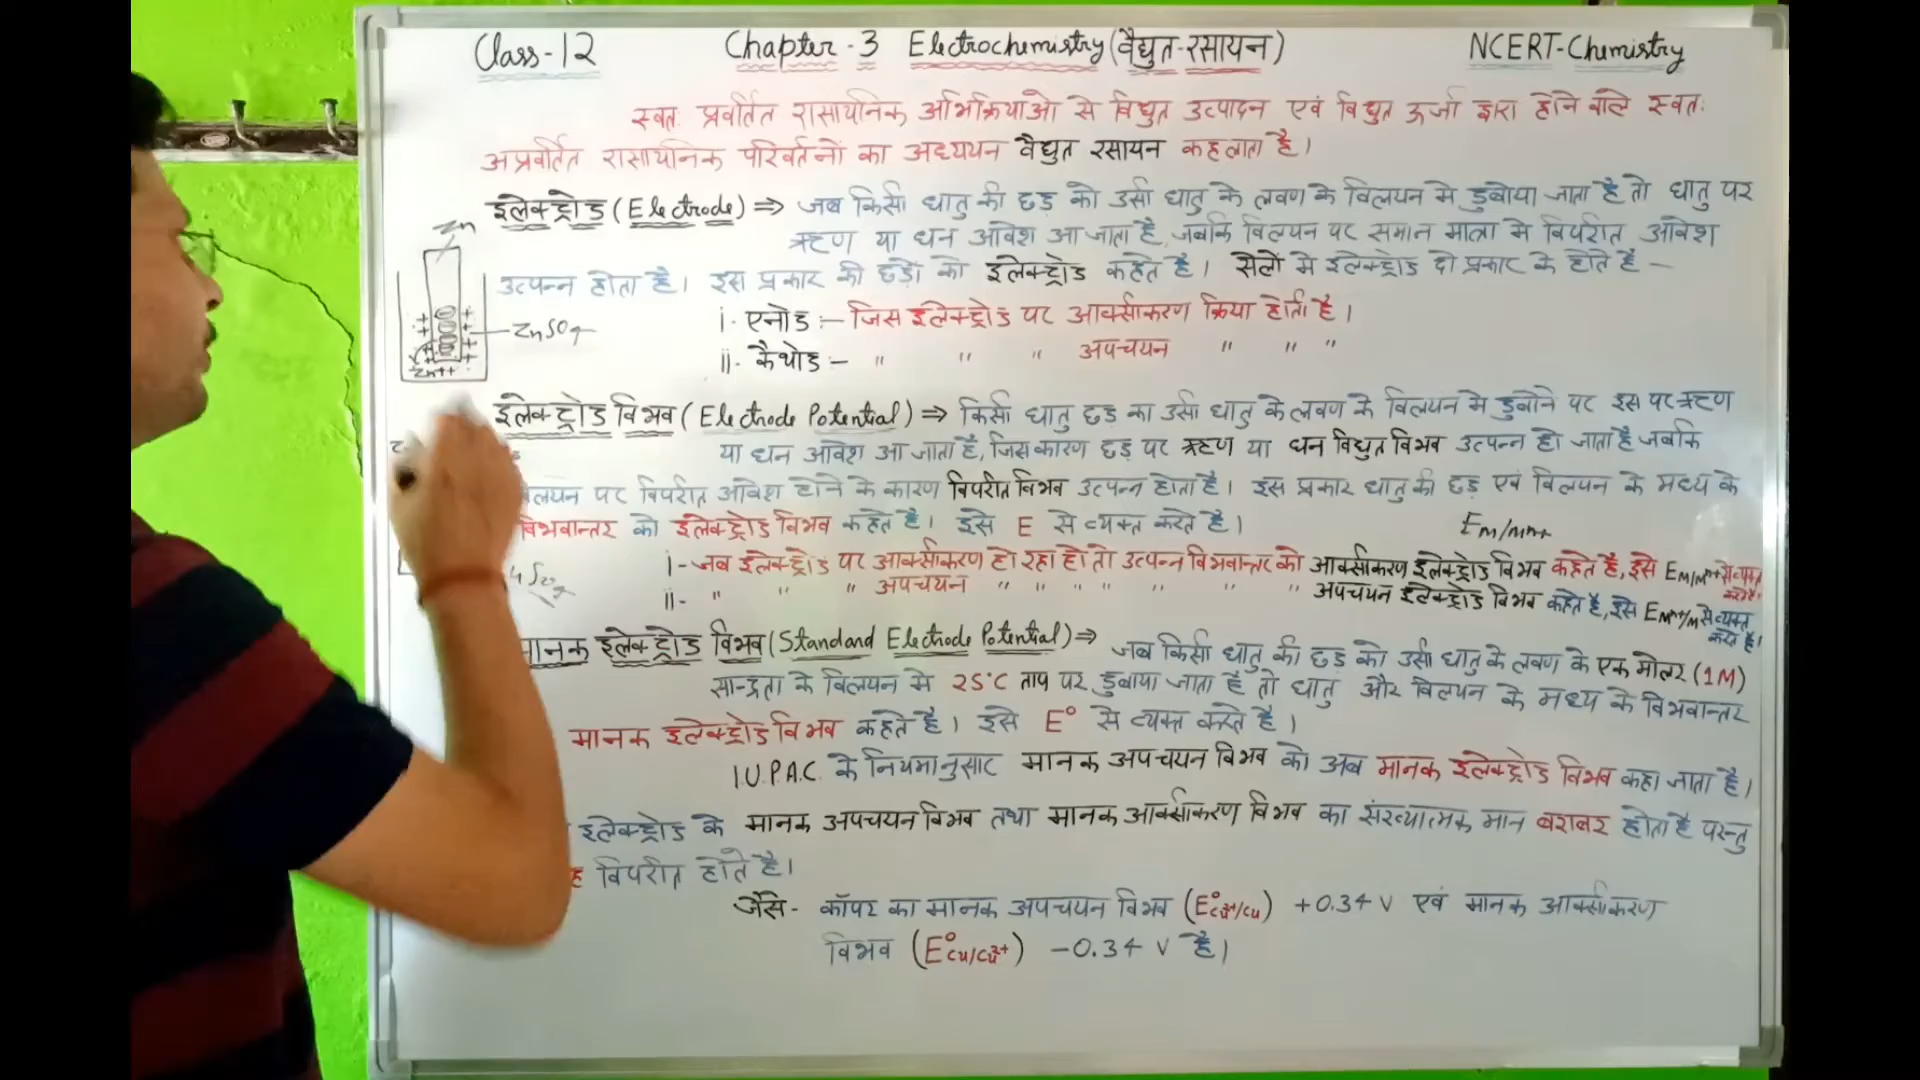 Class-12 Chapter-3 Electrochemistry (वैद्युत-रसायन) NCERT-Chemistry
स्वतः प्रवर्तित रासायनिक अभिक्रियाओ से विद्युत उत्पादन एवं विद्युत ऊर्जा द्वारा होने वाले स्वतः
अप्रवर्तित रासायनिक परिवर्तनों का अध्ययन वैद्युत रसायन कहलाता है।
इलेक्ट्रोड (Electrode) ⇒ जब किसी धातु की छड़ को उसी धातु के लवण के विलयन मे डुबोया जाता है तो धातु पर
ऋण या धन आवेश आ जाता है, जबकि विलयन पर समान मात्रा मे विपरीत आवेश
उत्पन्न होता है। इस प्रकार की छड़ो को इलेक्ट्रोड कहते है। सेलो मे इलेक्ट्रोड दो प्रकार के होते है -
i. एनोड :- जिस इलेक्ट्रोड पर आक्सीकरण क्रिया होती है।
ii. कैथोड :- " " " अपचयन " " "
Zn
ZnSO4
Zn++
इलेक्ट्रोड विभव (Electrode Potential) ⇒ किसी धातु छड़ को उसी धातु के लवण के विलयन मे डुबोने पर इस पर ऋण
या धन आवेश आ जाता है, जिस कारण छड़ पर ऋण या धन विद्युत विभव उत्पन्न हो जाता है जबकि
पर विपरीत आवेश होने के कारण विपरीत विभव उत्पन्न होता है। इस प्रकार धातु की छड़ एवं विलयन के मध्य के
विभवान्तर को इलेक्ट्रोड विभव कहते है। इसे E से व्यक्त करते है।
i- जब इलेक्ट्रोड पर आक्सीकरण हो रहा हो तो उत्पन्न विभवान्तर को आक्सीकरण इलेक्ट्रोड विभव कहते है, इसे EM/Mn+ से व्यक्त करते है।
ii- " " " अपचयन " " " " " " " अपचयन इलेक्ट्रोड विभव कहते है, इसे EMn+/M से व्यक्त करते है।
मानक इलेक्ट्रोड विभव (Standard Electrode Potential) ⇒ जब किसी धातु की छड़ को उसी धातु के लवण के एक मोलर (1M)
सान्द्रता के विलयन मे 25°C ताप पर डुबाया जाता है तो धातु और विलयन के मध्य के विभवान्तर
मानक इलेक्ट्रोड विभव कहते है। इसे E° से व्यक्त करते है।
I.U.P.A.C. के नियमानुसार मानक अपचयन विभव को अब मानक इलेक्ट्रोड विभव कहा जाता है।
इलेक्ट्रोड के मानक अपचयन विभव तथा मानक आक्सीकरण विभव का संख्यात्मक मान बराबर होता है परन्तु
विपरीत होते है।
जैसे - कॉपर का मानक अपचयन विभव (E°Cu2+/Cu) +0.34 V एवं मानक आक्सीकरण
विभव (E°Cu/Cu2+) -0.34 V है।